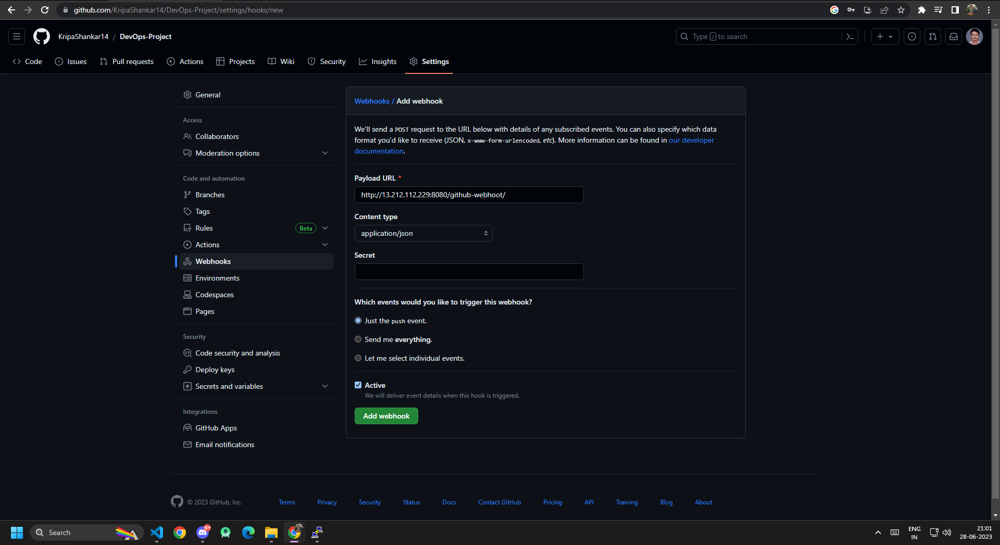 github.com/KripaShankar14/DevOps-Project/settings/hooks/new
KripaShankar14 / DevOps-Project
Type / to search
Code
Issues
Pull requests
Actions
Projects
Wiki
Security
Insights
Settings
General
Access
Collaborators
Moderation options
Code and automation
Branches
Tags
Rules
Beta
Actions
Webhooks
Environments
Codespaces
Pages
Security
Code security and analysis
Deploy keys
Secrets and variables
Integrations
GitHub Apps
Email notifications
Webhooks / Add webhook
We’ll send a POST request to the URL below with details of any subscribed events. You can also specify which data
format you’d like to receive (JSON, x-www-form-urlencoded, etc). More information can be found in our developer
documentation.
Payload URL *
http://13.212.112.229:8080/github-webhoot/
Content type
application/json
Secret
Which events would you like to trigger this webhook?
Just the push event.
Send me everything.
Let me select individual events.
Active
We will deliver event details when this hook is triggered.
Add webhook
© 2023 GitHub, Inc.
Terms
Privacy
Security
Status
Docs
Contact GitHub
Pricing
API
Training
Blog
About
Search
9+
ENG
IN
21:01
28-06-2023